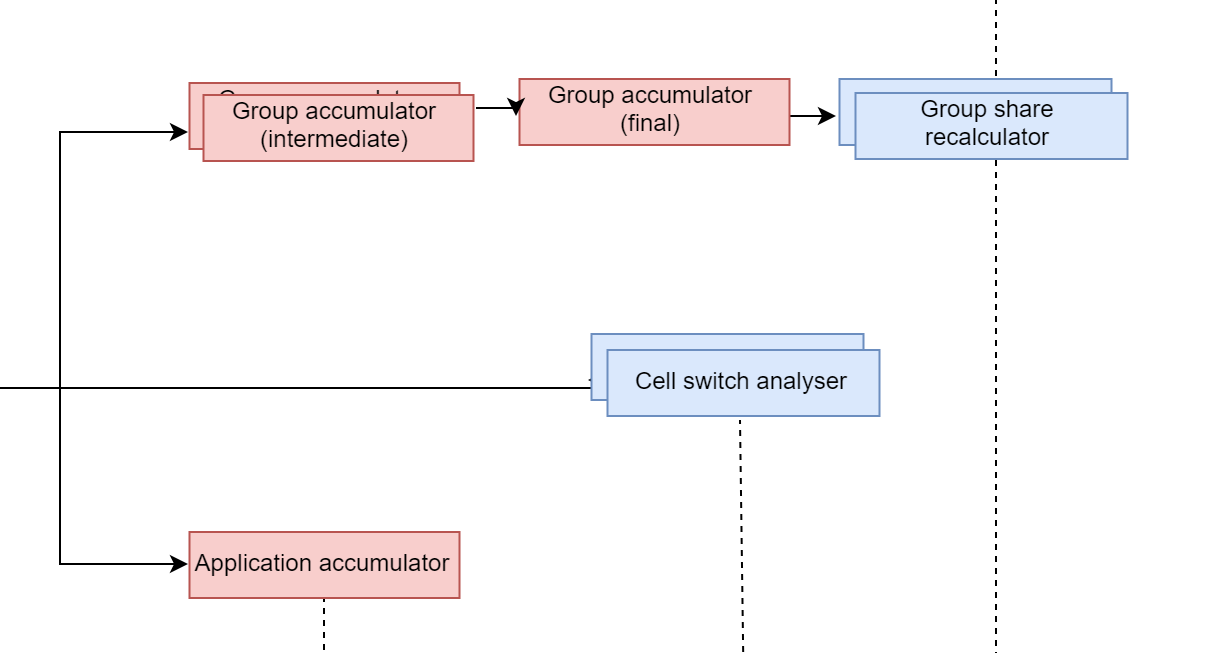 Group accumulator
(intermediate)
Group accumulator
(final)
Group share
recalculator
Cell switch analyser
Application accumulator